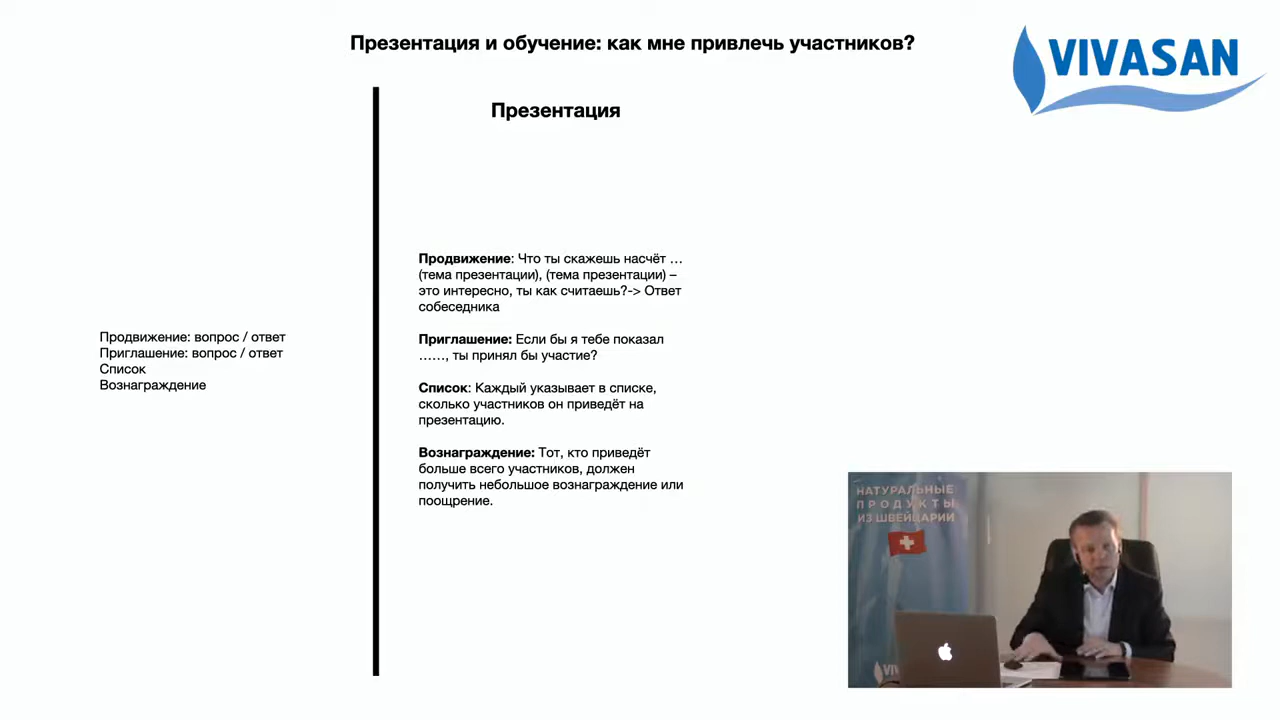 Презентация и обучение: как мне привлечь участников?
VIVASAN
Презентация
Продвижение: вопрос / ответ
Приглашение: вопрос / ответ
Список
Вознаграждение
Продвижение: Что ты скажешь насчёт …
(тема презентации), (тема презентации) –
это интересно, ты как считаешь?-> Ответ
собеседника
Приглашение: Если бы я тебе показал
……, ты принял бы участие?
Список: Каждый указывает в списке,
сколько участников он приведёт на
презентацию.
Вознаграждение: Тот, кто приведёт
больше всего участников, должен
получить небольшое вознаграждение или
поощрение.
НАТУРАЛЬНЫЕ
ПРОДУКТЫ
ИЗ ШВЕЙЦАРИИ